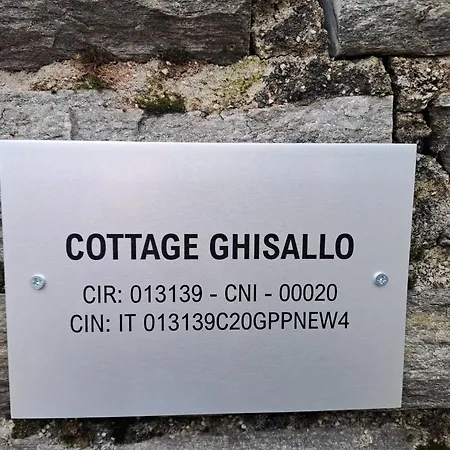 COTTAGE GHISALLO
CIR: 013139 - CNI - 00020
CIN: IT 013139C20GPPNEW4